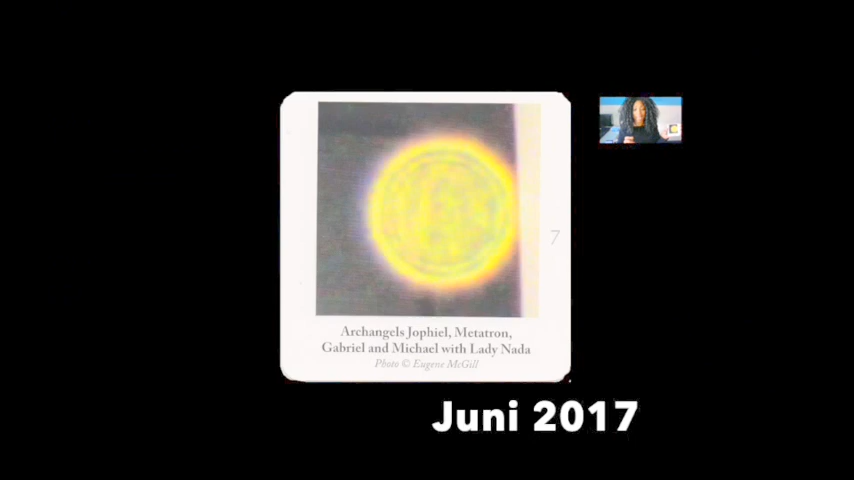 7
Archangels Jophiel, Metatron,
Gabriel and Michael with Lady Nada
Photo © Eugene McGill
Juni 2017